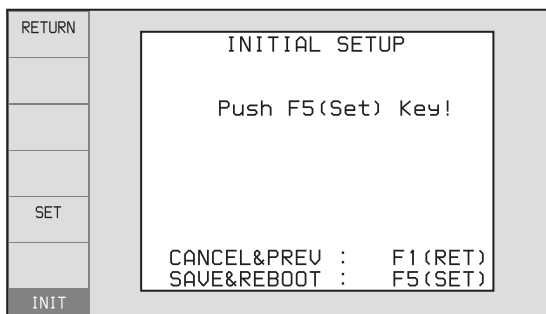 RETURN
SET
INIT
INITIAL SETUP
Push F5(Set) Key!
CANCEL&PREV : F1(RET)
SAVE&REBOOT : F5(SET)